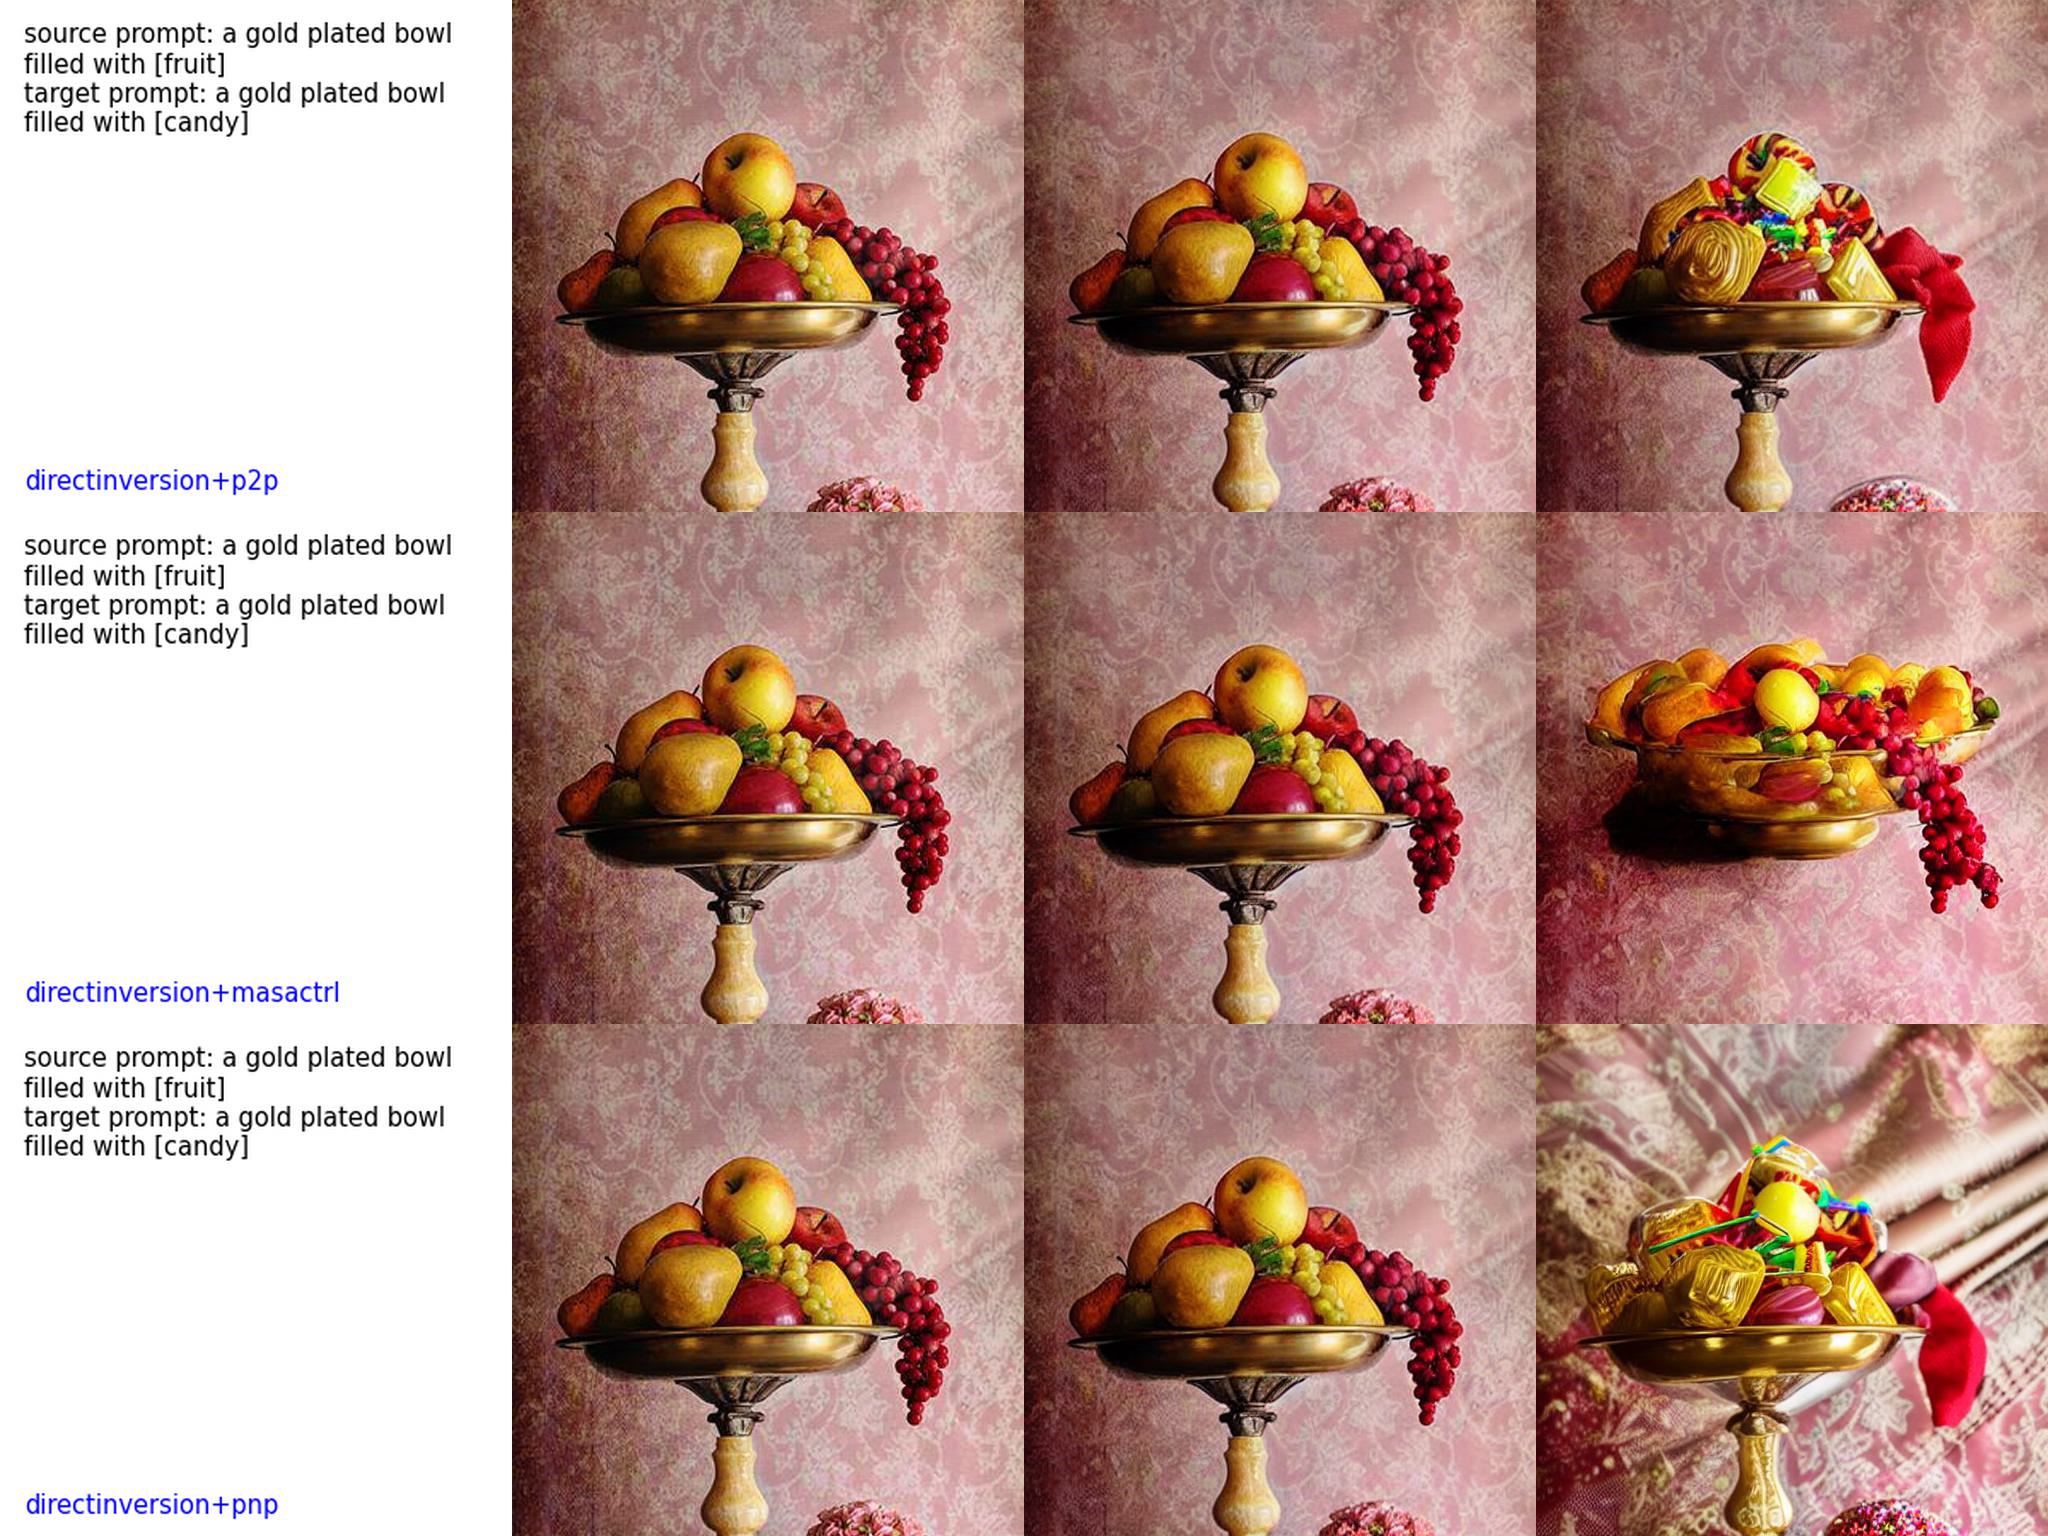 source prompt: a gold plated bowl
filled with [fruit]
target prompt: a gold plated bowl
filled with [candy]
directinversion+p2p
source prompt: a gold plated bowl
filled with [fruit]
target prompt: a gold plated bowl
filled with [candy]
directinversion+masactrl
source prompt: a gold plated bowl
filled with [fruit]
target prompt: a gold plated bowl
filled with [candy]
directinversion+pnp